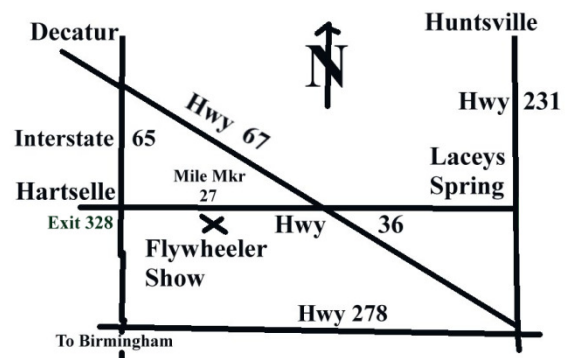 Decatur
Huntsville
N
Hwy 67
Hwy 231
Interstate 65
Laceys
Spring
Mile Mkr
27
Hartselle
Exit 328
Hwy 36
Flywheeler
Show
Hwy 278
To Birmingham